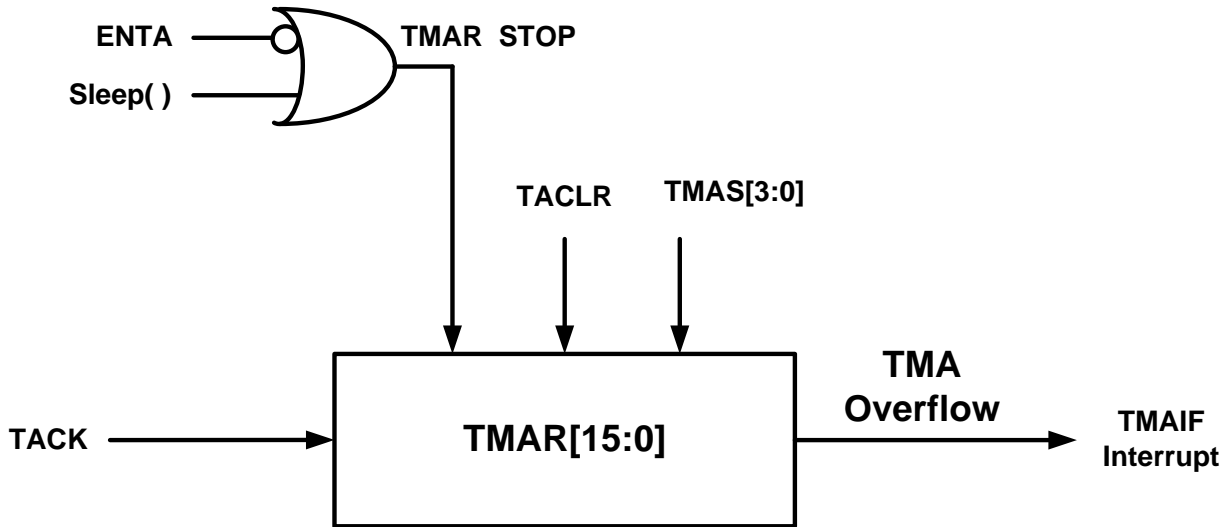 ENTA
TMAR STOP
Sleep( )
TACLR
TMAS[3:0]
TMA
Overflow
TACK
TMAR[15:0]
TMAIF
Interrupt